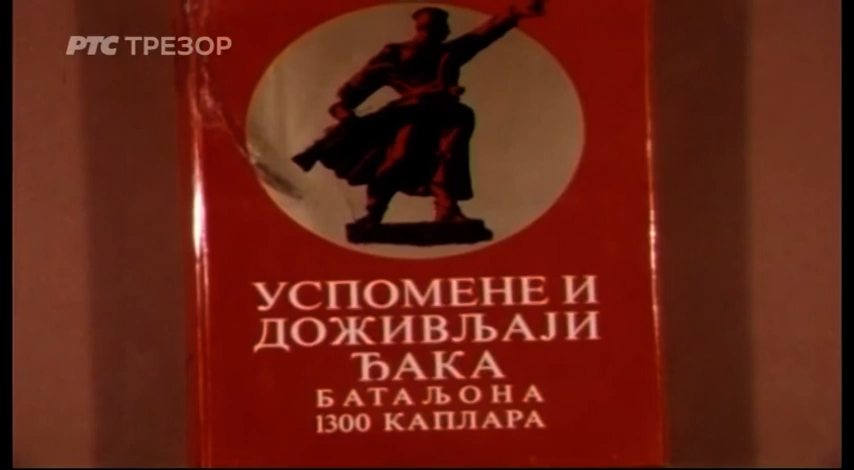 РТС ТРЕЗОР
УСПОМЕНЕ И
ДОЖИВЉАЈИ
ЂАКА
БАТАЉОНА
1300 КАПЛАРА